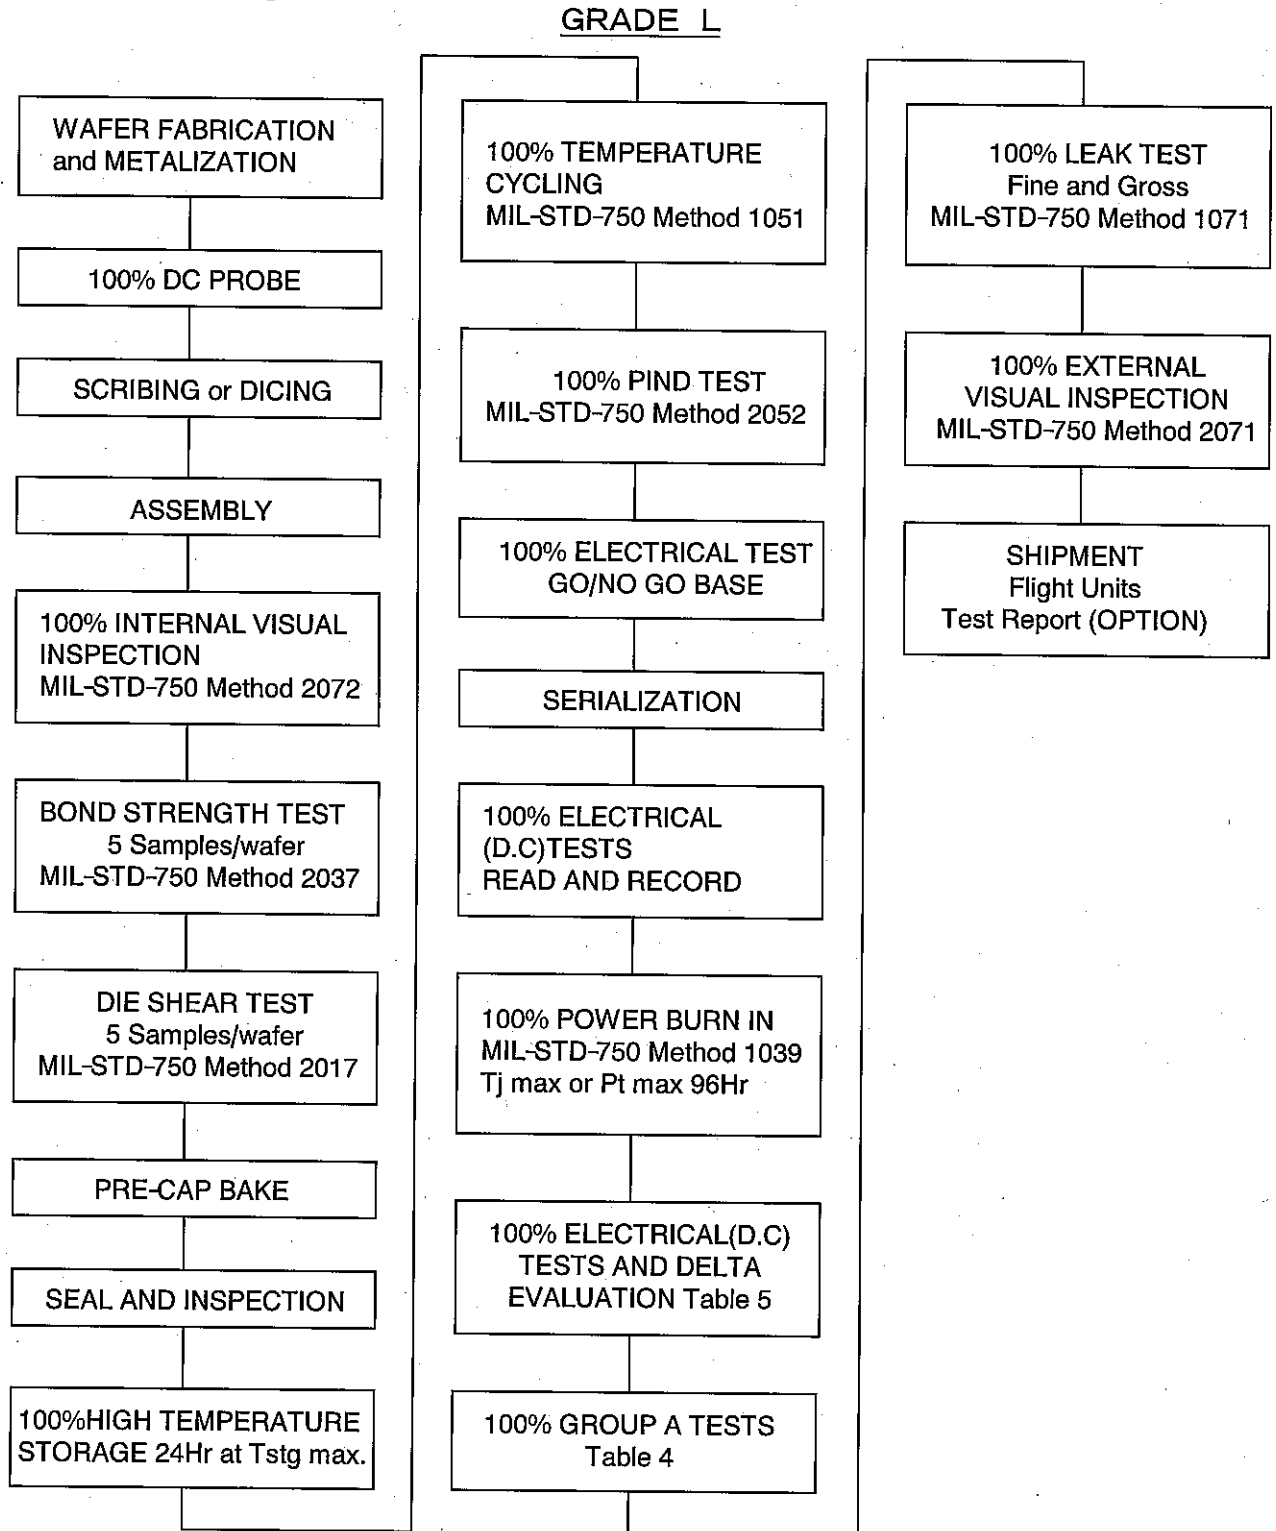 GRADE L
WAFER FABRICATION
and METALIZATION
100% DC PROBE
SCRIBING or DICING
ASSEMBLY
100% INTERNAL VISUAL
INSPECTION
MIL-STD-750 Method 2072
BOND STRENGTH TEST
5 Samples/wafer
MIL-STD-750 Method 2037
DIE SHEAR TEST
5 Samples/wafer
MIL-STD-750 Method 2017
PRE-CAP BAKE
SEAL AND INSPECTION
100%HIGH TEMPERATURE
STORAGE 24Hr at Tstg max.
100% TEMPERATURE
CYCLING
MIL-STD-750 Method 1051
100% PIND TEST
MIL-STD-750 Method 2052
100% ELECTRICAL TEST
GO/NO GO BASE
SERIALIZATION
100% ELECTRICAL
(D.C)TESTS
READ AND RECORD
100% POWER BURN IN
MIL-STD-750 Method 1039
Tj max or Pt max 96Hr
100% ELECTRICAL(D.C)
TESTS AND DELTA
EVALUATION Table 5
100% GROUP A TESTS
Table 4
100% LEAK TEST
Fine and Gross
MIL-STD-750 Method 1071
100% EXTERNAL
VISUAL INSPECTION
MIL-STD-750 Method 2071
SHIPMENT
Flight Units
Test Report (OPTION)